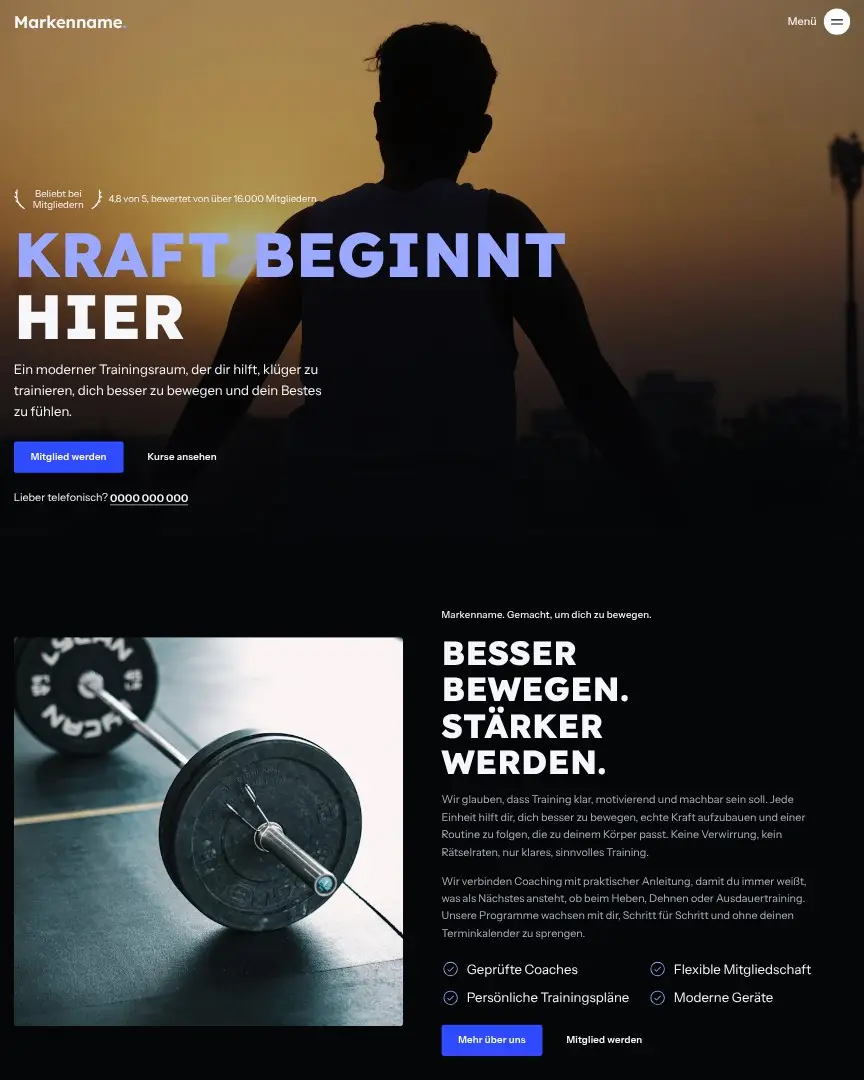 Markenname.
Menü
Beliebt bei
Mitgliedern
4,8 von 5, bewertet von über 16.000 Mitgliedern
KRAFT BEGINNT
HIER
Ein moderner Trainingsraum, der dir hilft, klüger zu
trainieren, dich besser zu bewegen und dein Bestes
zu fühlen.
Mitglied werden
Kurse ansehen
Lieber telefonisch? 0000 000 000
Markenname. Gemacht, um dich zu bewegen.
BESSER
BEWEGEN.
STÄRKER
WERDEN.
Wir glauben, dass Training klar, motivierend und machbar sein soll. Jede
Einheit hilft dir, dich besser zu bewegen, echte Kraft aufzubauen und einer
Routine zu folgen, die zu deinem Körper passt. Keine Verwirrung, kein
Rätselraten, nur klares, sinnvolles Training.
Wir verbinden Coaching mit praktischer Anleitung, damit du immer weißt,
was als Nächstes ansteht, ob beim Heben, Dehnen oder Ausdauertraining.
Unsere Programme wachsen mit dir, Schritt für Schritt und ohne deinen
Terminkalender zu sprengen.
Geprüfte Coaches
Flexible Mitgliedschaft
Persönliche Trainingspläne
Moderne Geräte
Mehr über uns
Mitglied werden